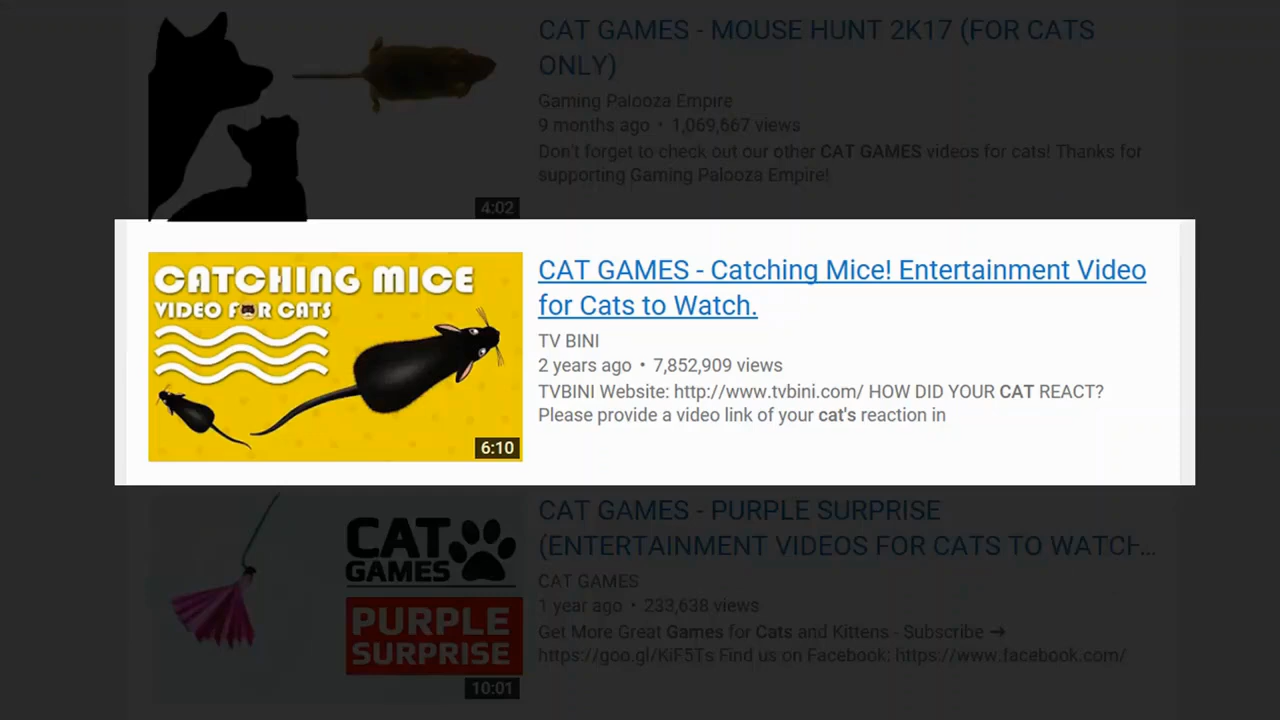 CAT GAMES - MOUSE HUNT 2K17 (FOR CATS
ONLY)
Gaming Palooza Empire
9 months ago • 1,069,667 views
Don't forget to check out our other CAT GAMES videos for cats! Thanks for
supporting Gaming Palooza Empire!
4:02
CATCHING MICE
VIDEO FOR CATS
6:10
CAT GAMES - Catching Mice! Entertainment Video
for Cats to Watch.
TV BINI
2 years ago • 7,852,909 views
TVBINI Website: http://www.tvbini.com/ HOW DID YOUR CAT REACT?
Please provide a video link of your cat's reaction in
CAT
GAMES
PURPLE
SURPRISE
10:01
CAT GAMES - PURPLE SURPRISE
(ENTERTAINMENT VIDEOS FOR CATS TO WATCH...
CAT GAMES
1 year ago • 233,638 views
Get More Great Games for Cats and Kittens - Subscribe ➔
https://goo.gl/KiF5Ts Find us on Facebook: https://www.facebook.com/